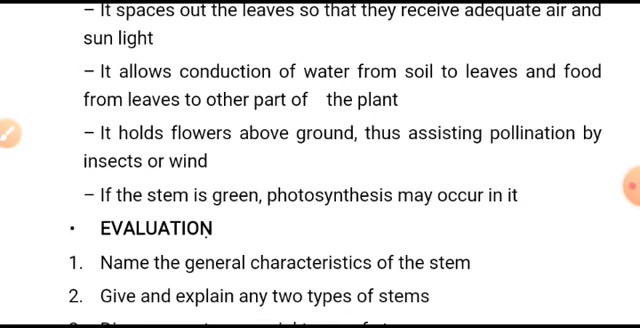 – It spaces out the leaves so that they receive adequate air and
sun light
– It allows conduction of water from soil to leaves and food
from leaves to other part of the plant
– It holds flowers above ground, thus assisting pollination by
insects or wind
– If the stem is green, photosynthesis may occur in it
• EVALUATION
1. Name the general characteristics of the stem
2. Give and explain any two types of stems